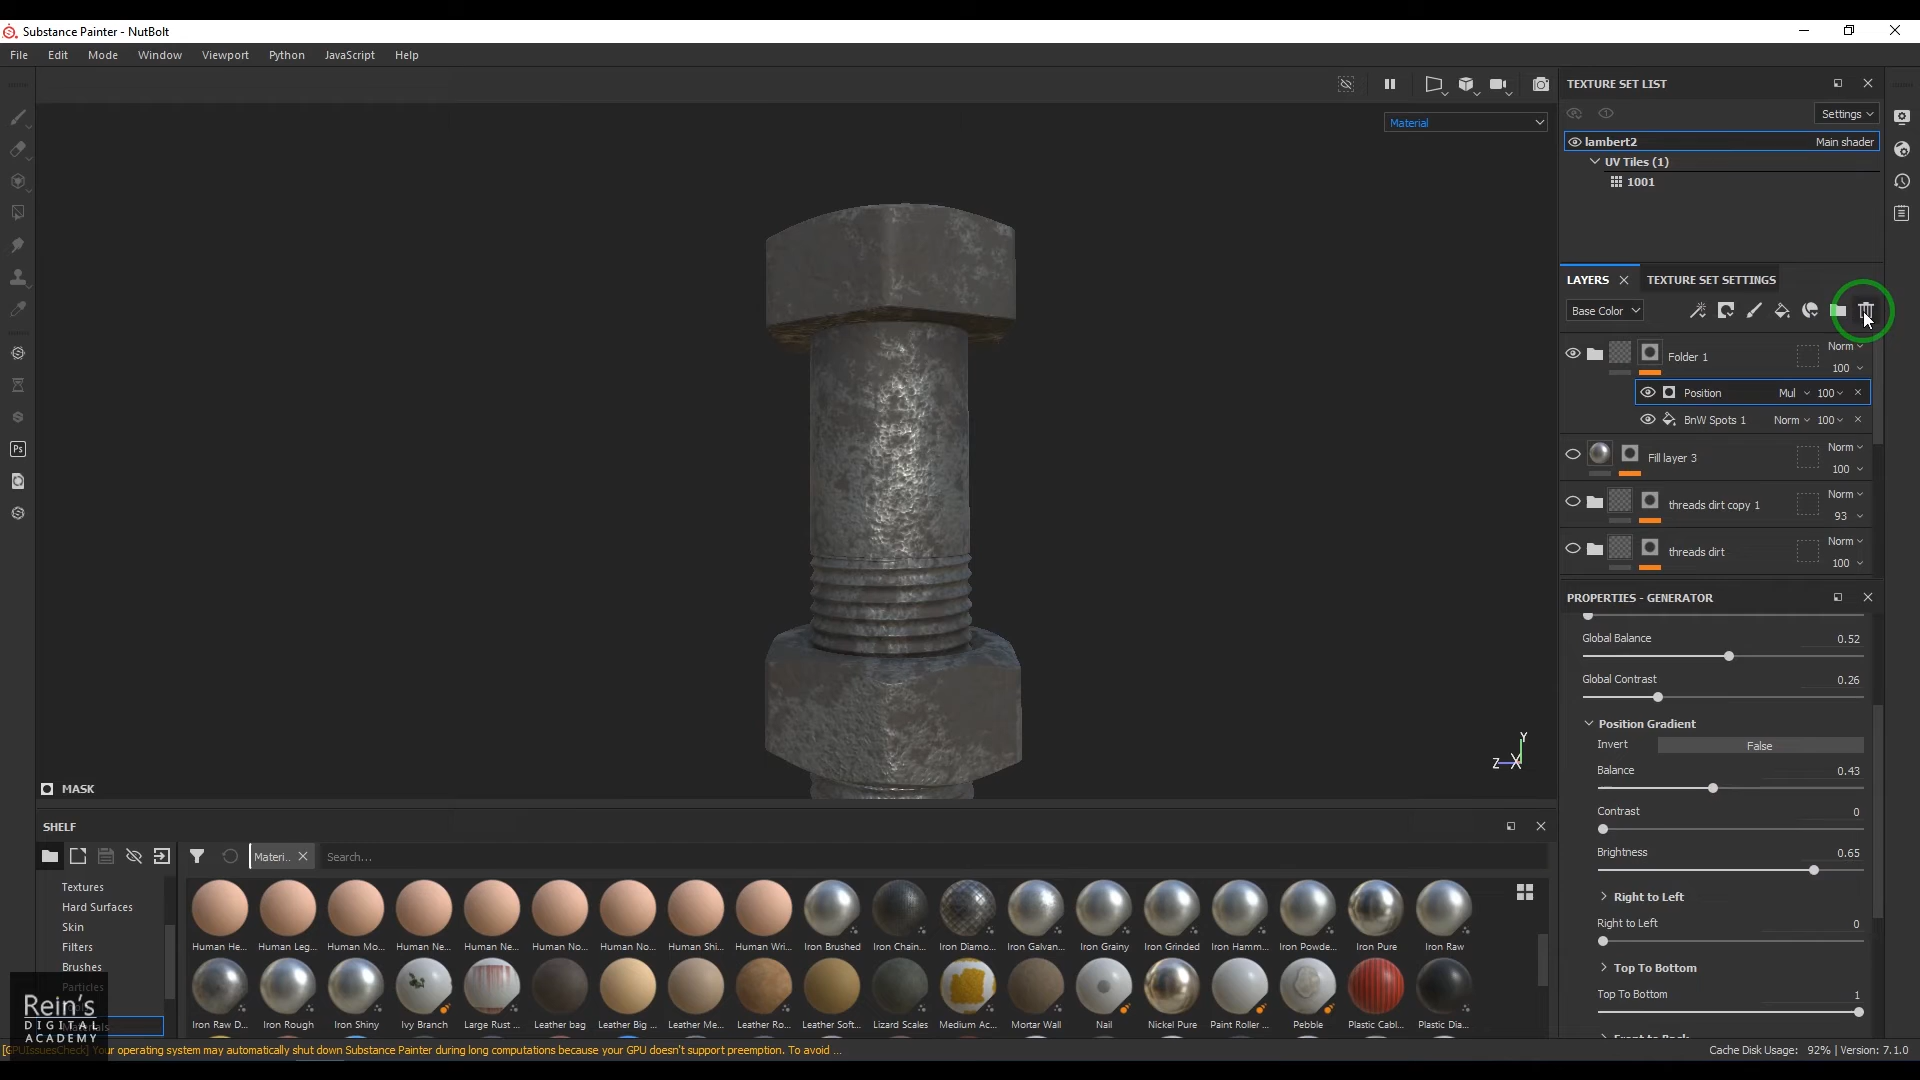 Substance Painter - NutBolt
File Edit Mode Window Viewport Python JavaScript Help
Material
TEXTURE SET LIST
Settings
lambert2 Main shader
UV Tiles (1)
1001
LAYERS TEXTURE SET SETTINGS
Base Color
Folder 1 Norm 100
Position Mul 100
BnW Spots 1 Norm 100
Fill layer 3 Norm 100
threads dirt copy 1 Norm 93
threads dirt Norm 100
PROPERTIES - GENERATOR
Global Balance 0.52
Global Contrast 0.26
Position Gradient
Invert False
Balance 0.43
Contrast 0
Brightness 0.65
Right to Left
Right to Left 0
Top To Bottom
Top To Bottom 1
Y
Z X
MASK
SHELF
Ps
Materi.. Search...
Textures
Hard Surfaces
Skin
Filters
Brushes
Particles
Human He... Human Leg... Human Mo... Human Ne... Human Ne... Human No... Human No... Human Shi... Human Wri... Iron Brushed Iron Chain... Iron Diamo... Iron Galvan... Iron Grainy Iron Grinded Iron Hamm... Iron Powde... Iron Pure Iron Raw
Iron Raw D... Iron Rough Iron Shiny Ivy Branch Large Rust ... Leather bag Leather Big ... Leather Me... Leather Ro... Leather Soft... Lizard Scales Medium Ac... Mortar Wall Nail Nickel Pure Paint Roller ... Pebble Plastic Cabl... Plastic Dia...
Rein's
DIGITAL
ACADEMY
[GPUIssuesCheck] Your operating system may automatically shut down Substance Painter during long computations because your GPU doesn't support preemption. To avoid ...
Cache Disk Usage: 92% | Version: 7.1.0